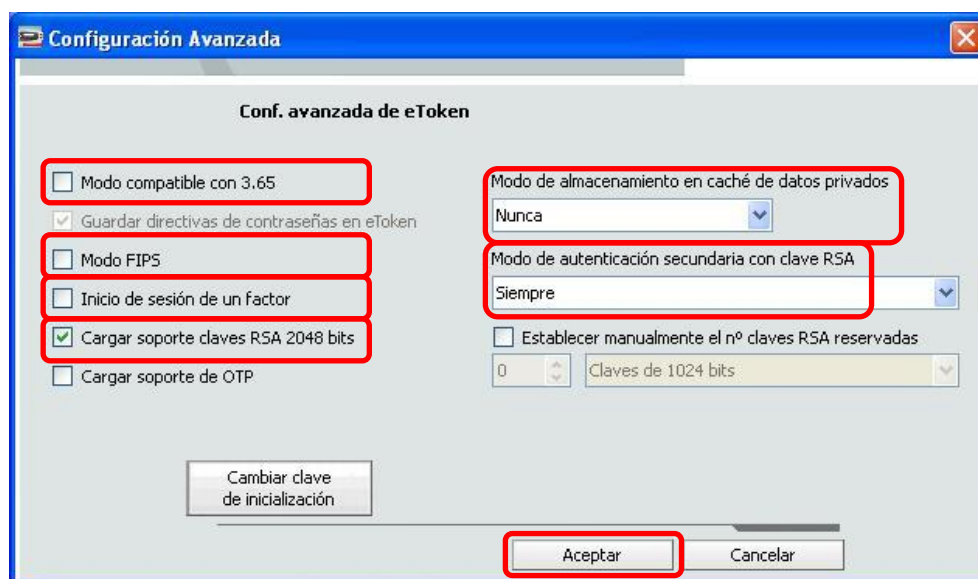 Configuración Avanzada
Conf. avanzada de eToken
Modo compatible con 3.65
Guardar directivas de contraseñas en eToken
Modo FIPS
Inicio de sesión de un factor
Cargar soporte claves RSA 2048 bits
Cargar soporte de OTP
Modo de almacenamiento en caché de datos privados
Nunca
Modo de autenticación secundaria con clave RSA
Siempre
Establecer manualmente el nº claves RSA reservadas
0
Claves de 1024 bits
Cambiar clave
de inicialización
Aceptar
Cancelar